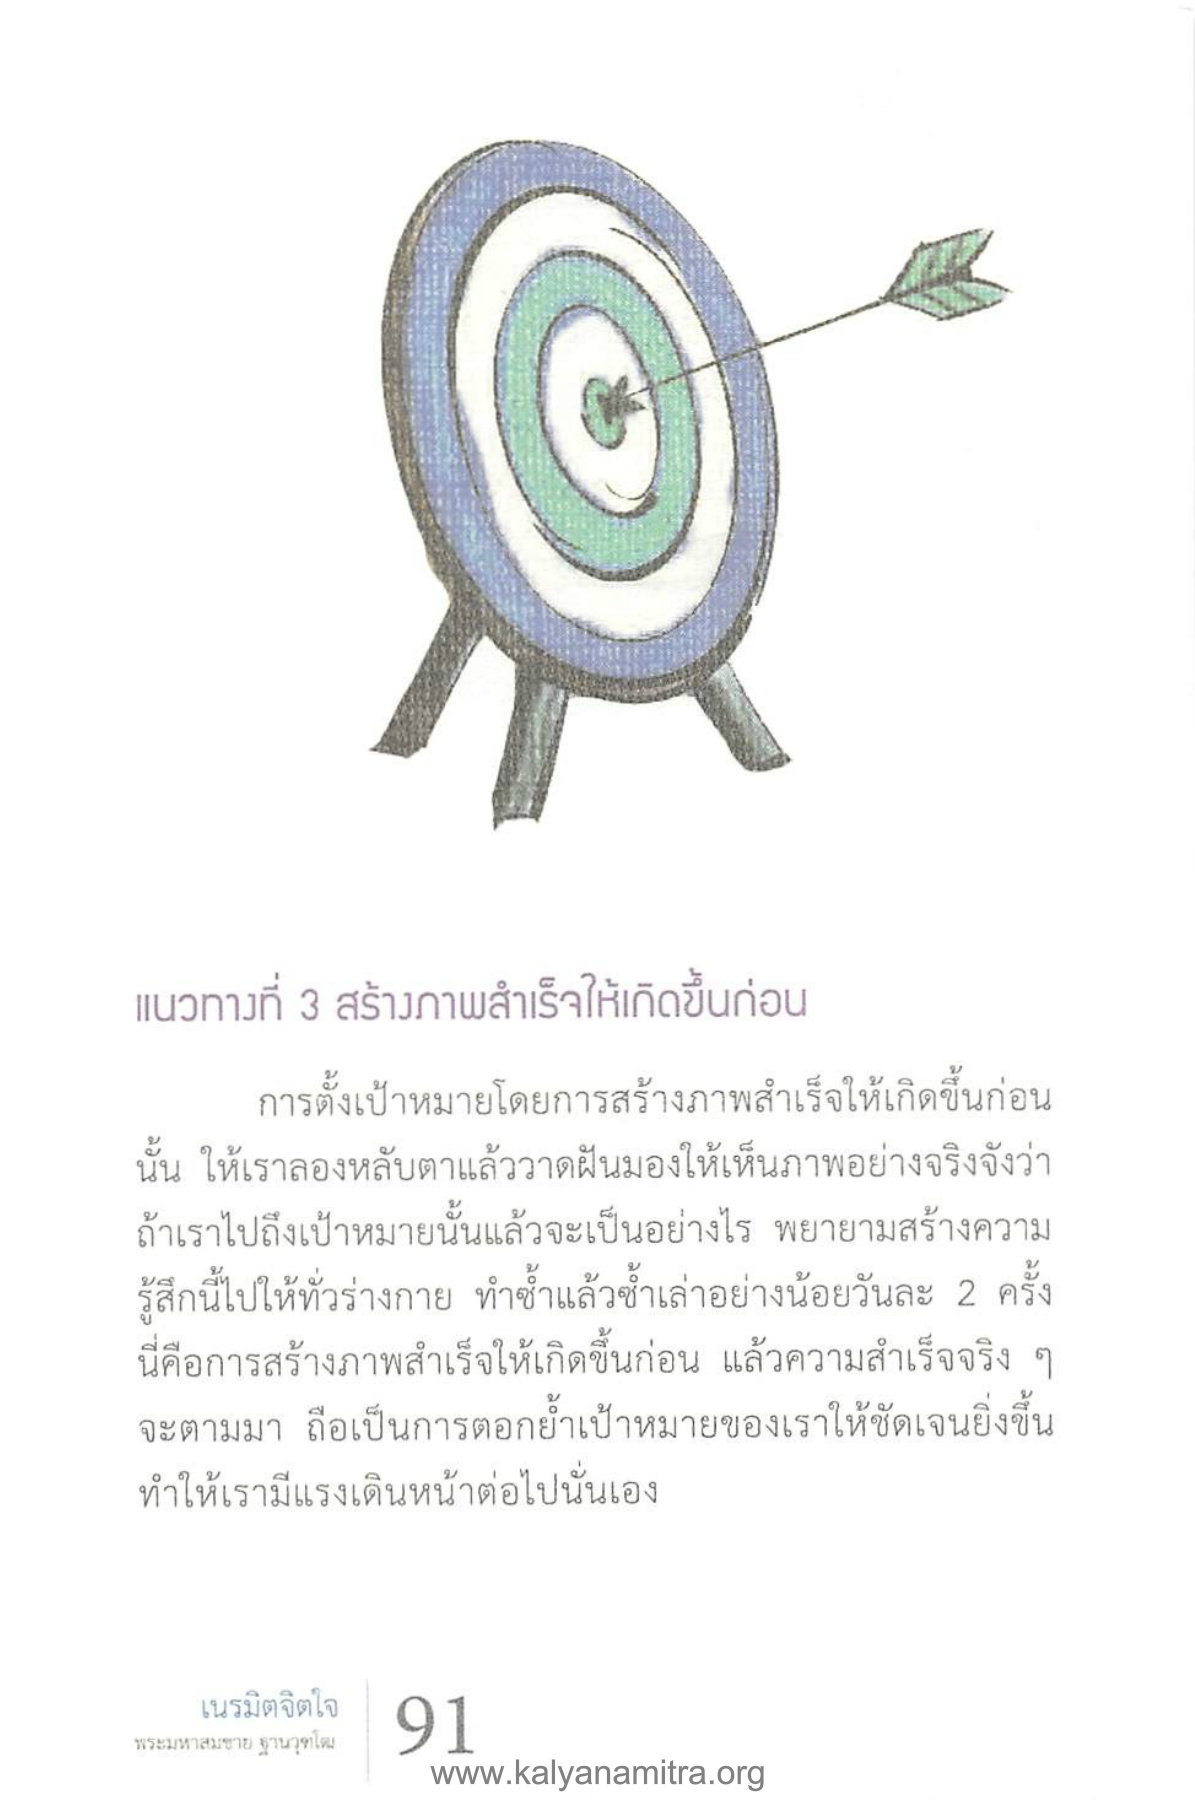 แนวทางที่ 3 สร้างภาพสำเร็จให้เกิดขึ้นก่อน
การตั้งเป้าหมายโดยการสร้างภาพสำเร็จให้เกิดขึ้นก่อน
นั้น ให้เราลองหลับตาแล้ววาดฝันมองให้เห็นภาพอย่างจริงจังว่า
ถ้าเราไปถึงเป้าหมายนั้นแล้วจะเป็นอย่างไร พยายามสร้างความ
รู้สึกนี้ไปให้ทั่วร่างกาย ทำซ้ำแล้วซ้ำเล่าอย่างน้อยวันละ 2 ครั้ง
นี่คือการสร้างภาพสำเร็จให้เกิดขึ้นก่อน แล้วความสำเร็จจริง ๆ
จะตามมา ถือเป็นการตอกย้ำเป้าหมายของเราให้ชัดเจนยิ่งขึ้น
ทำให้เรามีแรงเดินหน้าต่อไปนั่นเอง
เนรมิตจิตใจ
พระมหาสมชาย ฐานวุฑโฒ
91
www.kalyanamitra.org